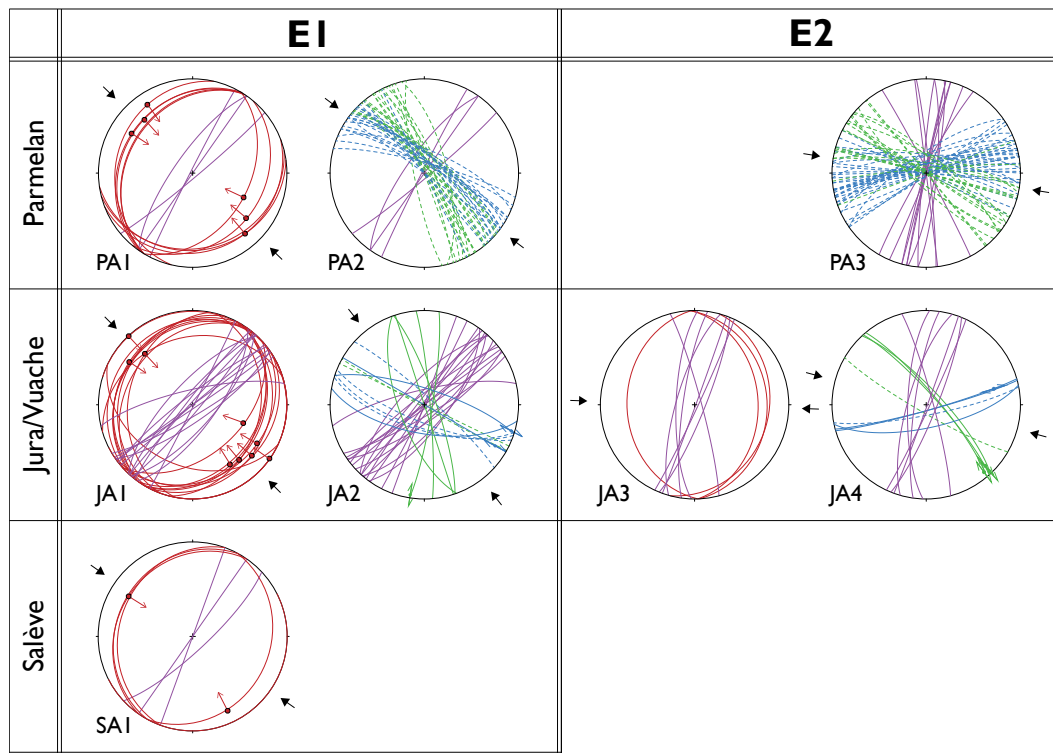 E1
E2
Parmelan
PA1
PA2
PA3
Jura/Vuache
JA1
JA2
JA3
JA4
Salève
SA1